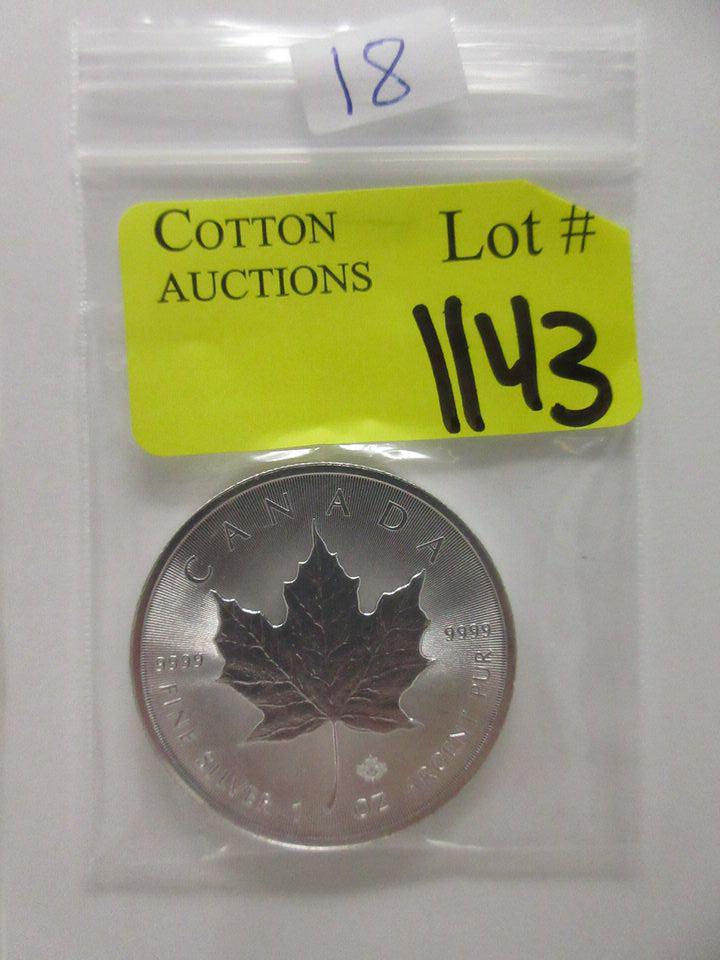 18
COTTON
AUCTIONS
Lot #
1143
CANADA
9999
9999
FINE SILVER 1 OZ ARGENT PUR